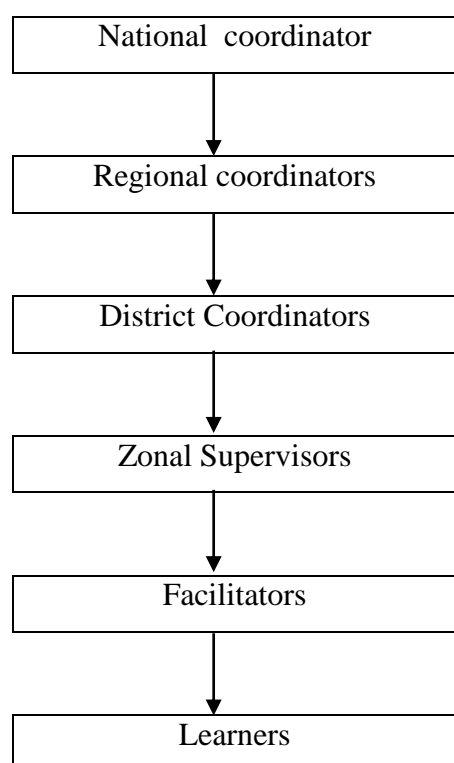 National  coordinator
Regional coordinators
District Coordinators
Zonal Supervisors
Facilitators
Learners